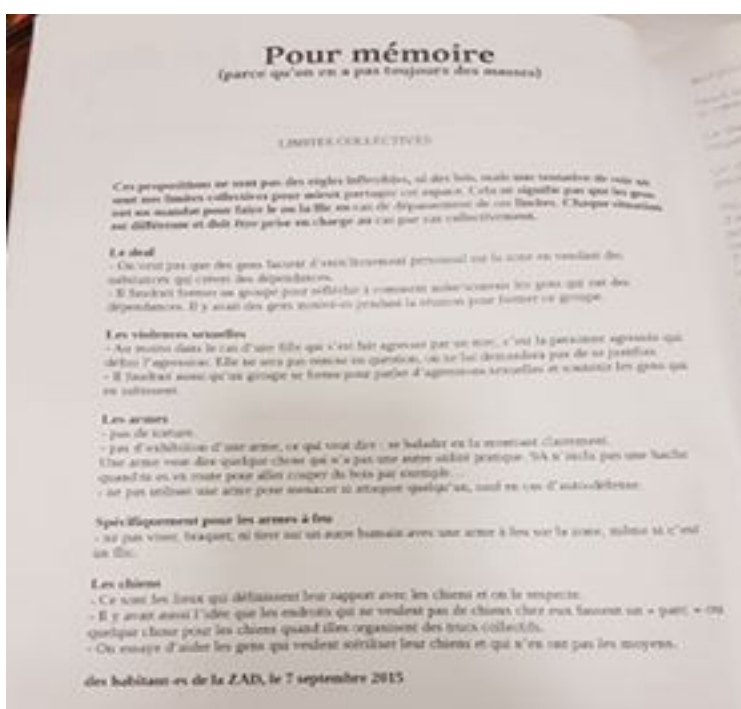 Pour mémoire
(parce qu'on en a pas toujours des masses)
LIMITES COLLECTIVES
Ces propositions ne sont pas des règles inflexibles, ni des lois, mais une tentative de voir où
sont nos limites collectives pour mieux partager cet espace. Cela ne signifie pas que les gens
ont un mandat pour faire le ou la flic en cas de dépassement de ces limites. Chaque situation
est différente et doit être prise en charge au cas par cas collectivement.
Le deal
- On veut pas que des gens fassent d'enrichissement personnel sur la zone en vendant des
substances qui créent des dépendances.
- Il faudrait former un groupe pour réfléchir à comment aider/soutenir les gens qui ont des
dépendances. Il y avait des gens motivé-es pendant la réunion pour former ce groupe.
Les violences sexuelles
- Au moins dans le cas d'une fille qui s'est fait agresser par un mec, c'est la personne agressée qui
définit l'agression. Elle ne sera pas remise en question, on ne lui demandera pas de se justifier.
- Il faudrait aussi qu'un groupe se forme pour parler d'agressions sexuelles et soutenir les gens qui
en subissent.
Les armes
- pas de torture.
- pas d'exhibition d'une arme, ce qui veut dire : se balader en la montrant clairement.
Une arme veut dire quelque chose qui n'a pas une autre utilité pratique. ÇA n'inclu pas une hache
quand tu es en route pour aller couper du bois par exemple.
- ne pas utiliser une arme pour menacer ni attaquer quelqu'un, sauf en cas d'autodéfense.
Spécifiquement pour les armes à feu
- ne pas viser, braquer, ni tirer sur un autre humain avec une arme à feu sur la zone, même si c'est
un flic.
Les chiens
- Ce sont les lieux qui définissent leur rapport avec les chiens et on le respecte.
- Il y avait aussi l'idée que les endroits qui ne veulent pas de chiens chez eux fassent un « parc » ou
quelque chose pour les chiens quand illes organisent des trucs collectifs.
- On essaye d'aider les gens qui veulent stériliser leur chiens et qui n'en ont pas les moyens.
des habitant-es de la ZAD, le 7 septembre 2015